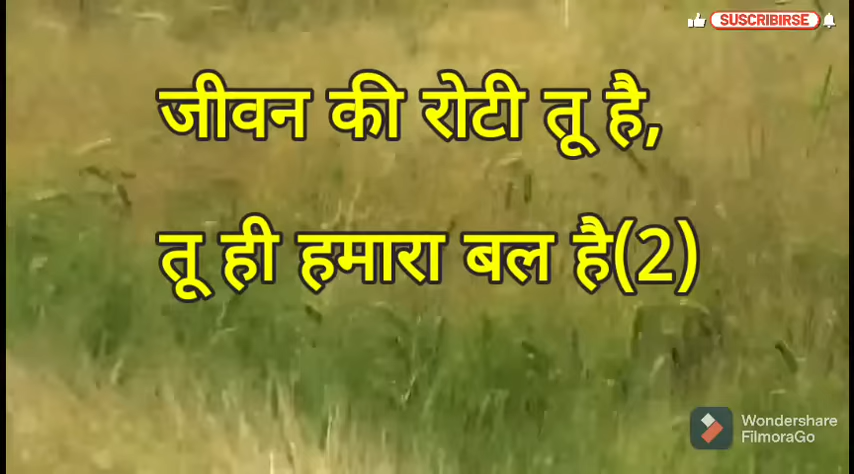 SUSCRIBIRSE
जीवन की रोटी तू है,
तू ही हमारा बल है(2)
Wondershare
FilmoraGo